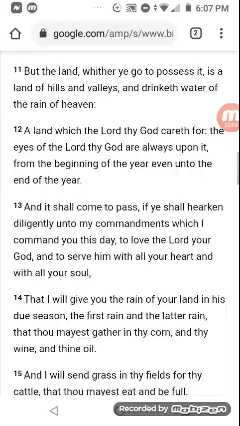 6:07 PM
google.com/amp/s/www.bi
2
11 But the land, whither ye go to possess it, is a
land of hills and valleys, and drinketh water of
the rain of heaven:
12 A land which the Lord thy God careth for: the
eyes of the Lord thy God are always upon it,
from the beginning of the year even unto the
end of the year.
13 And it shall come to pass, if ye shall hearken
diligently unto my commandments which I
command you this day, to love the Lord your
God, and to serve him with all your heart and
with all your soul,
14 That I will give you the rain of your land in his
due season, the first rain and the latter rain,
that thou mayest gather in thy corn, and thy
wine, and thine oil.
15 And I will send grass in thy fields for thy
cattle, that thou mayest eat and be full.
Recorded by mobizen